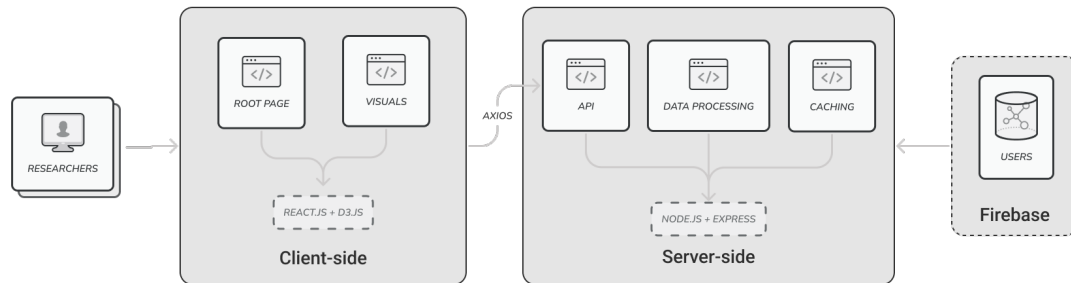 RESEARCHERS
</>
ROOT PAGE
</>
VISUALS
REACT.JS + D3.JS
Client-side
AXIOS
</>
API
</>
DATA PROCESSING
</>
CACHING
NODE.JS + EXPRESS
Server-side
USERS
Firebase